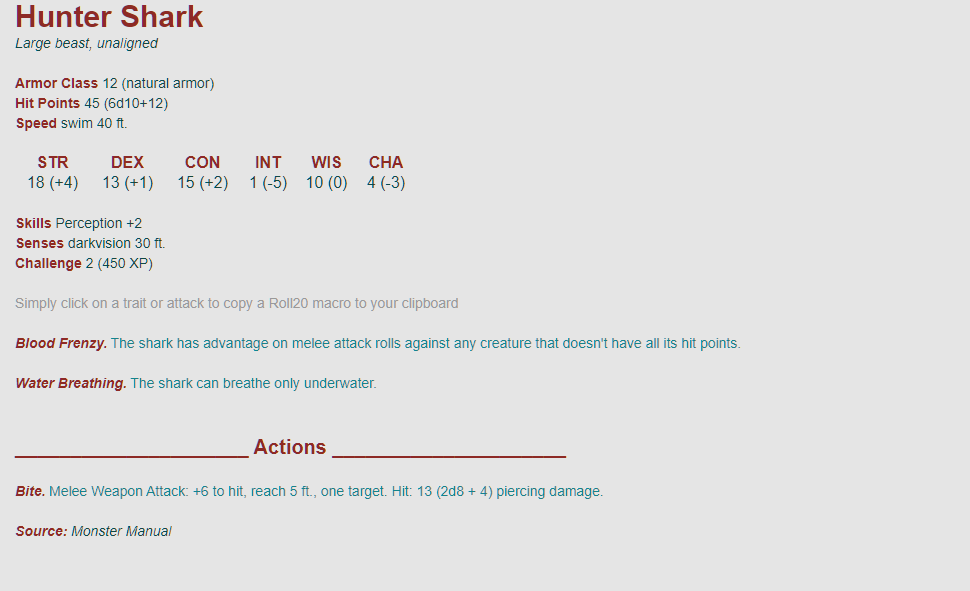 Hunter Shark
Large beast, unaligned
Armor Class 12 (natural armor)
Hit Points 45 (6d10+12)
Speed swim 40 ft.
STR DEX CON INT WIS CHA
18 (+4) 13 (+1) 15 (+2) 1 (-5) 10 (0) 4 (-3)
Skills Perception +2
Senses darkvision 30 ft.
Challenge 2 (450 XP)
Simply click on a trait or attack to copy a Roll20 macro to your clipboard
Blood Frenzy. The shark has advantage on melee attack rolls against any creature that doesn't have all its hit points.
Water Breathing. The shark can breathe only underwater.
_____________________ Actions _____________________
Bite. Melee Weapon Attack: +6 to hit, reach 5 ft., one target. Hit: 13 (2d8 + 4) piercing damage.
Source: Monster Manual